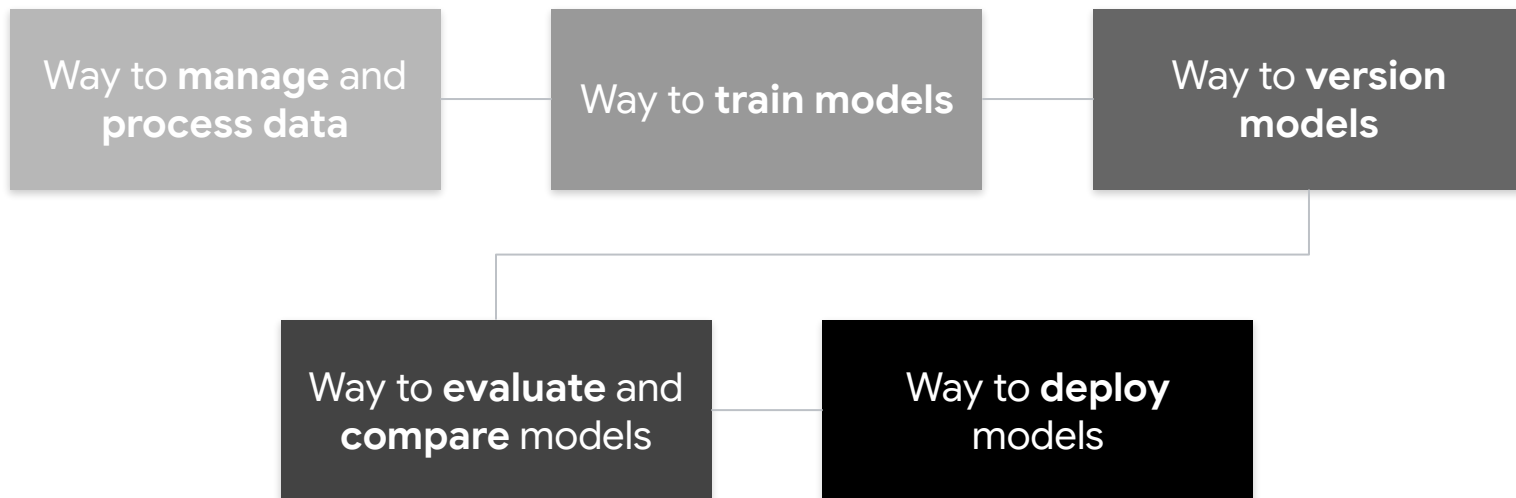 Way to manage and
process data
Way to train models
Way to version
models
Way to evaluate and
compare models
Way to deploy
models